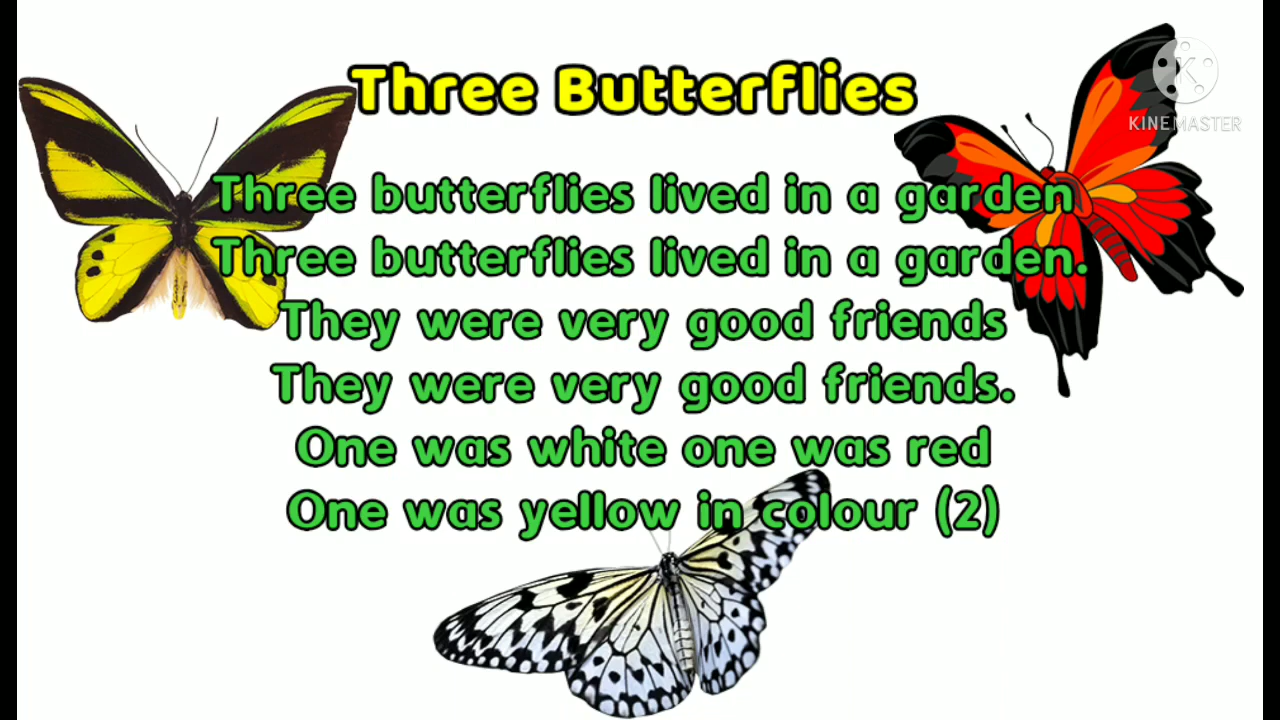 Three Butterflies
KINEMASTER
Three butterflies lived in a garden
Three butterflies lived in a garden.
They were very good friends
They were very good friends.
One was white one was red
One was yellow in colour (2)